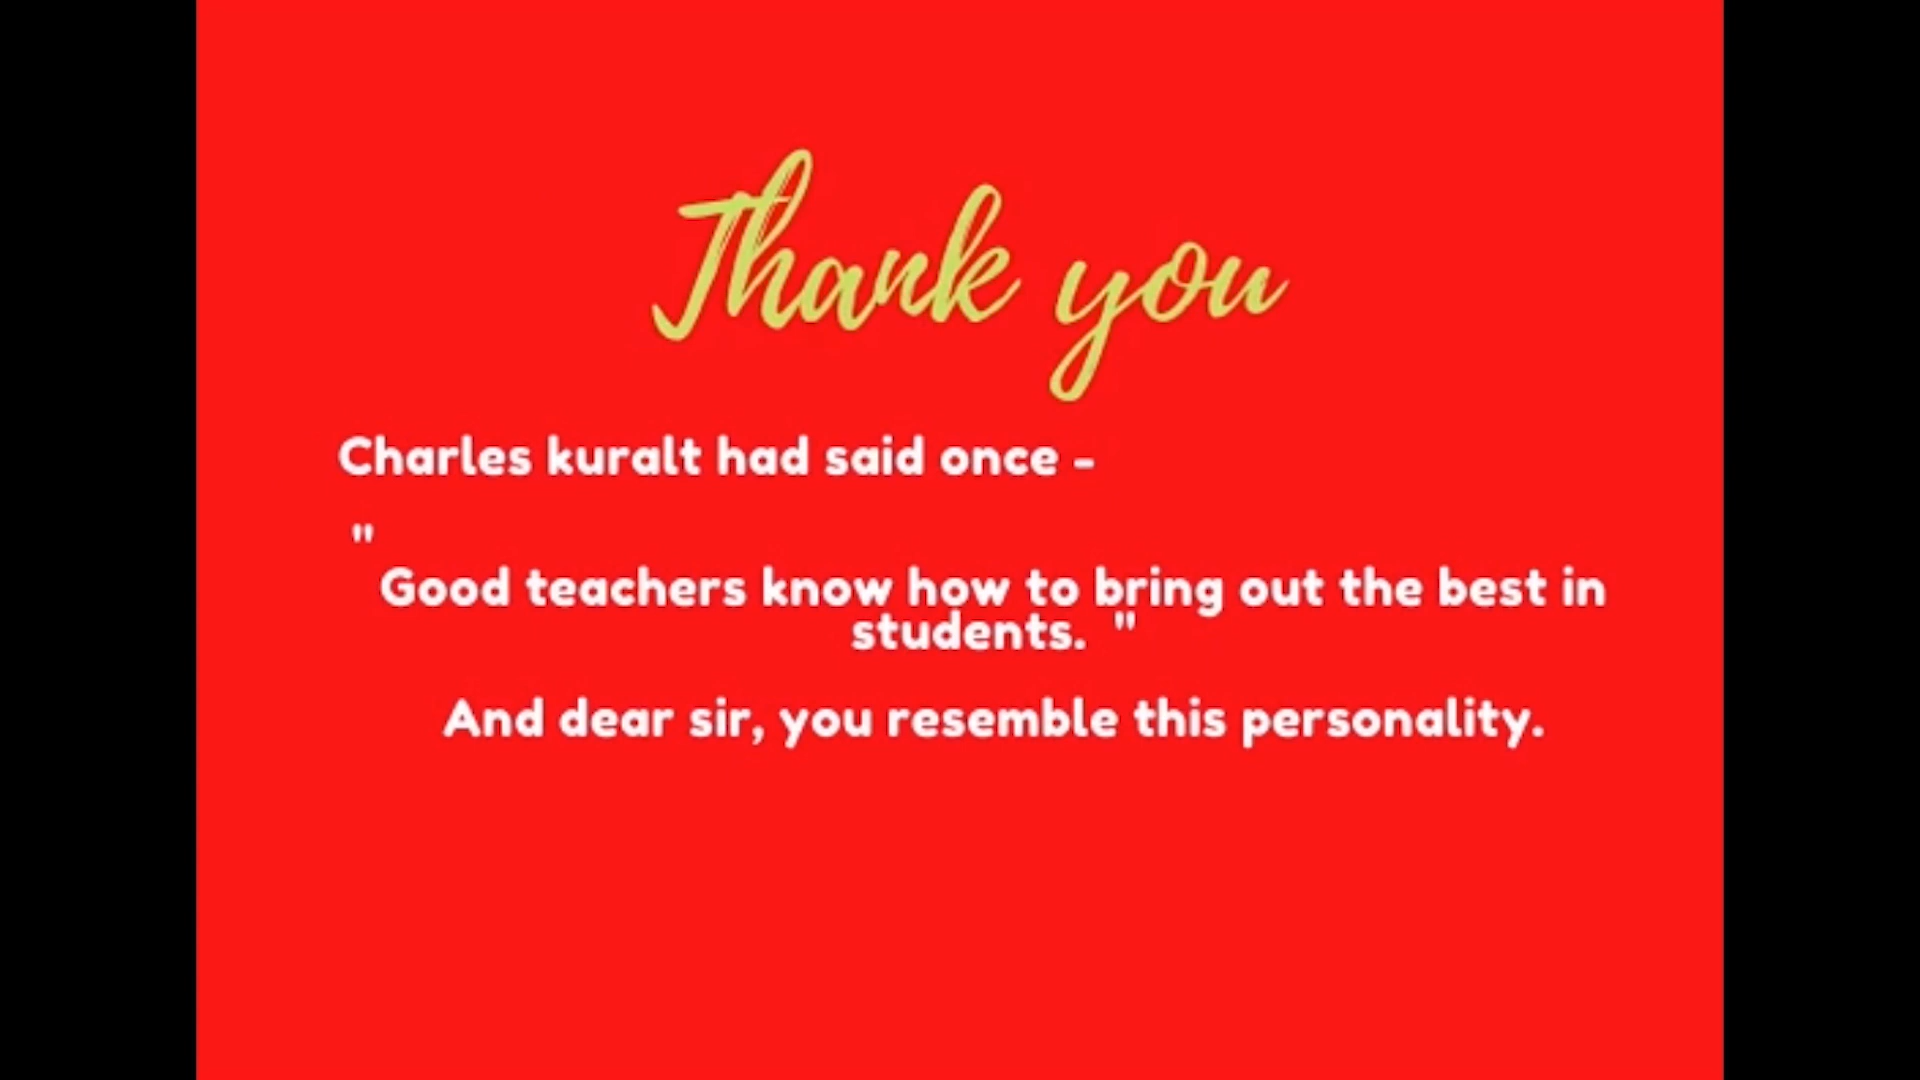 Thank you
Charles kuralt had said once -
"
Good teachers know how to bring out the best in
students. "
And dear sir, you resemble this personality.